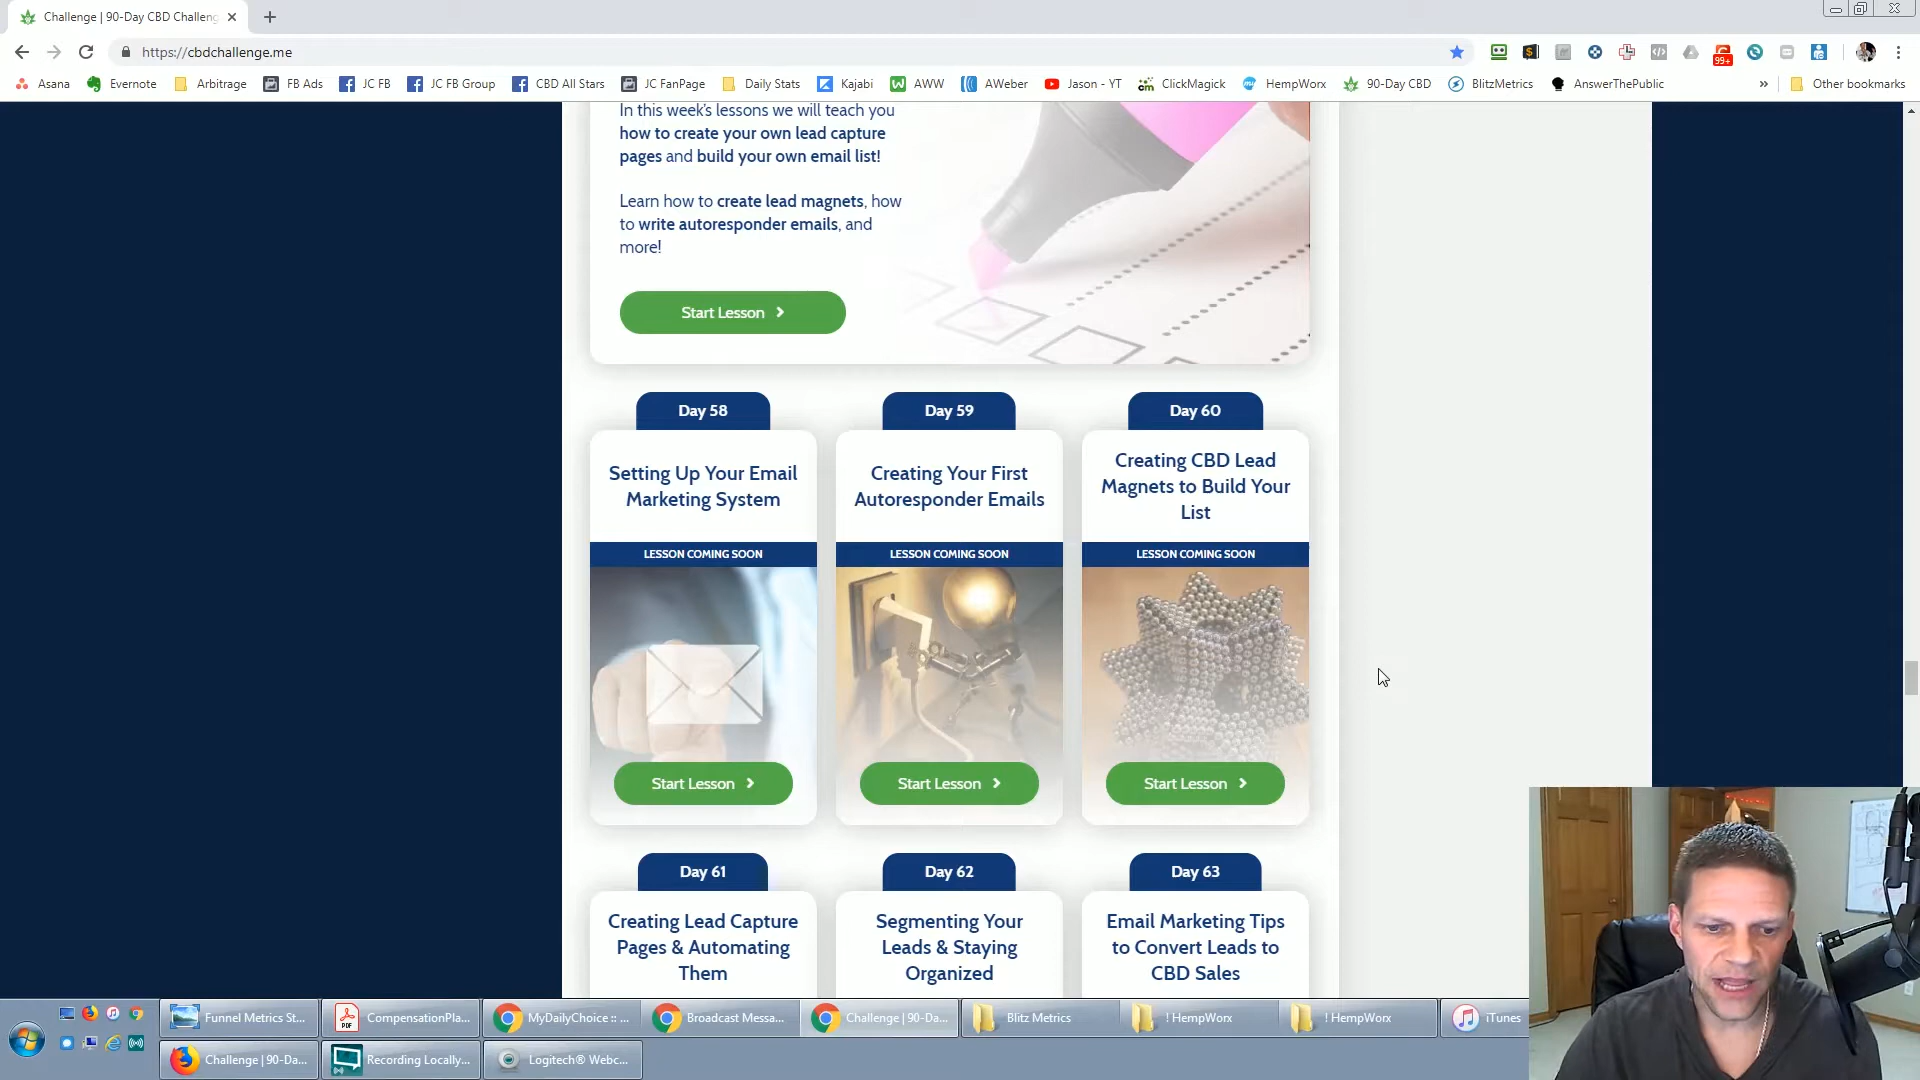 Challenge | 90-Day CBD Challeng
https://cbdchallenge.me
99+
Asana
Evernote
Arbitrage
FB Ads
JC FB
JC FB Group
CBD All Stars
JC FanPage
Daily Stats
Kajabi
AWW
AWeber
Jason - YT
ClickMagick
HempWorx
90-Day CBD
BlitzMetrics
AnswerThePublic
»
Other bookmarks
In this week's lessons we will teach you
how to create your own lead capture
pages and build your own email list!
Learn how to create lead magnets, how
to write autoresponder emails, and
more!
Start Lesson
Day 58
Day 59
Day 60
Setting Up Your Email
Marketing System
Creating Your First
Autoresponder Emails
Creating CBD Lead
Magnets to Build Your
List
LESSON COMING SOON
LESSON COMING SOON
LESSON COMING SOON
Start Lesson
Start Lesson
Start Lesson
Day 61
Day 62
Day 63
Creating Lead Capture
Pages & Automating
Them
Segmenting Your
Leads & Staying
Organized
Email Marketing Tips
to Convert Leads to
CBD Sales
Funnel Metrics St...
CompensationPla...
MyDailyChoice :: ...
Broadcast Messa...
Challenge | 90-Da...
Blitz Metrics
! HempWorx
! HempWorx
iTunes
Challenge | 90-Da...
Recording Locally...
Logitech® Webc...